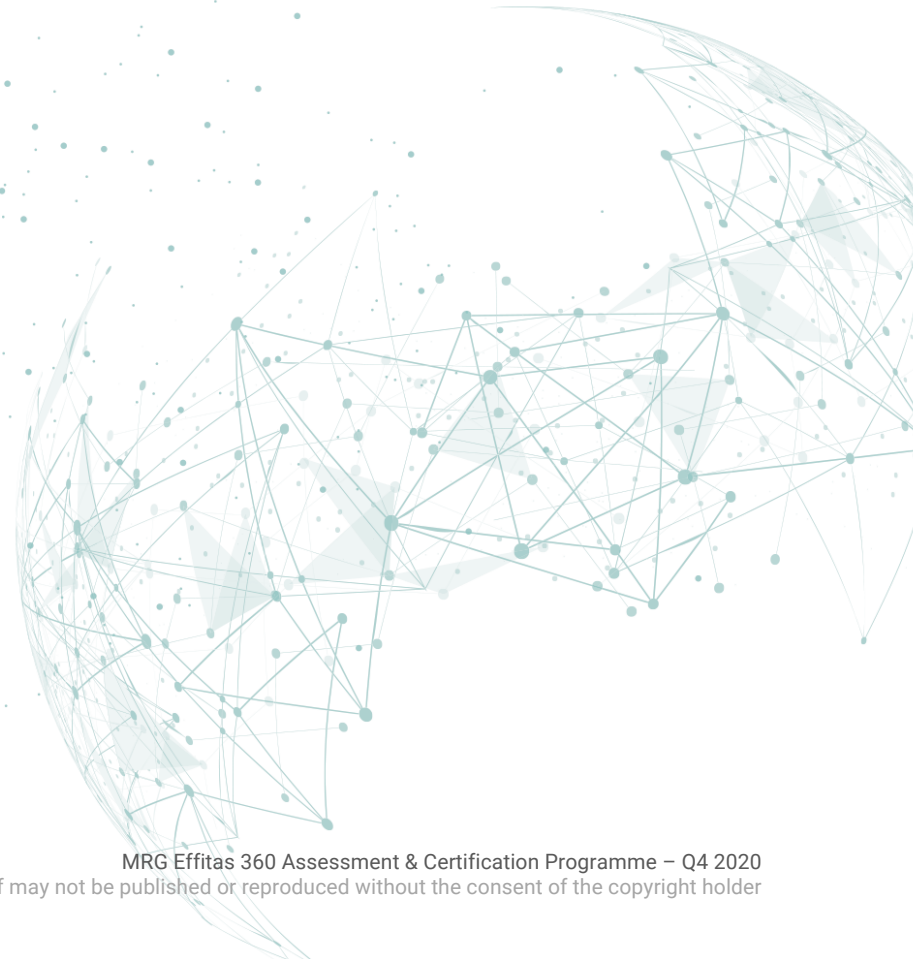 MRG Effitas 360 Assessment & Certification Programme – Q4 2020
may not be published or reproduced without the consent of the copyright holder